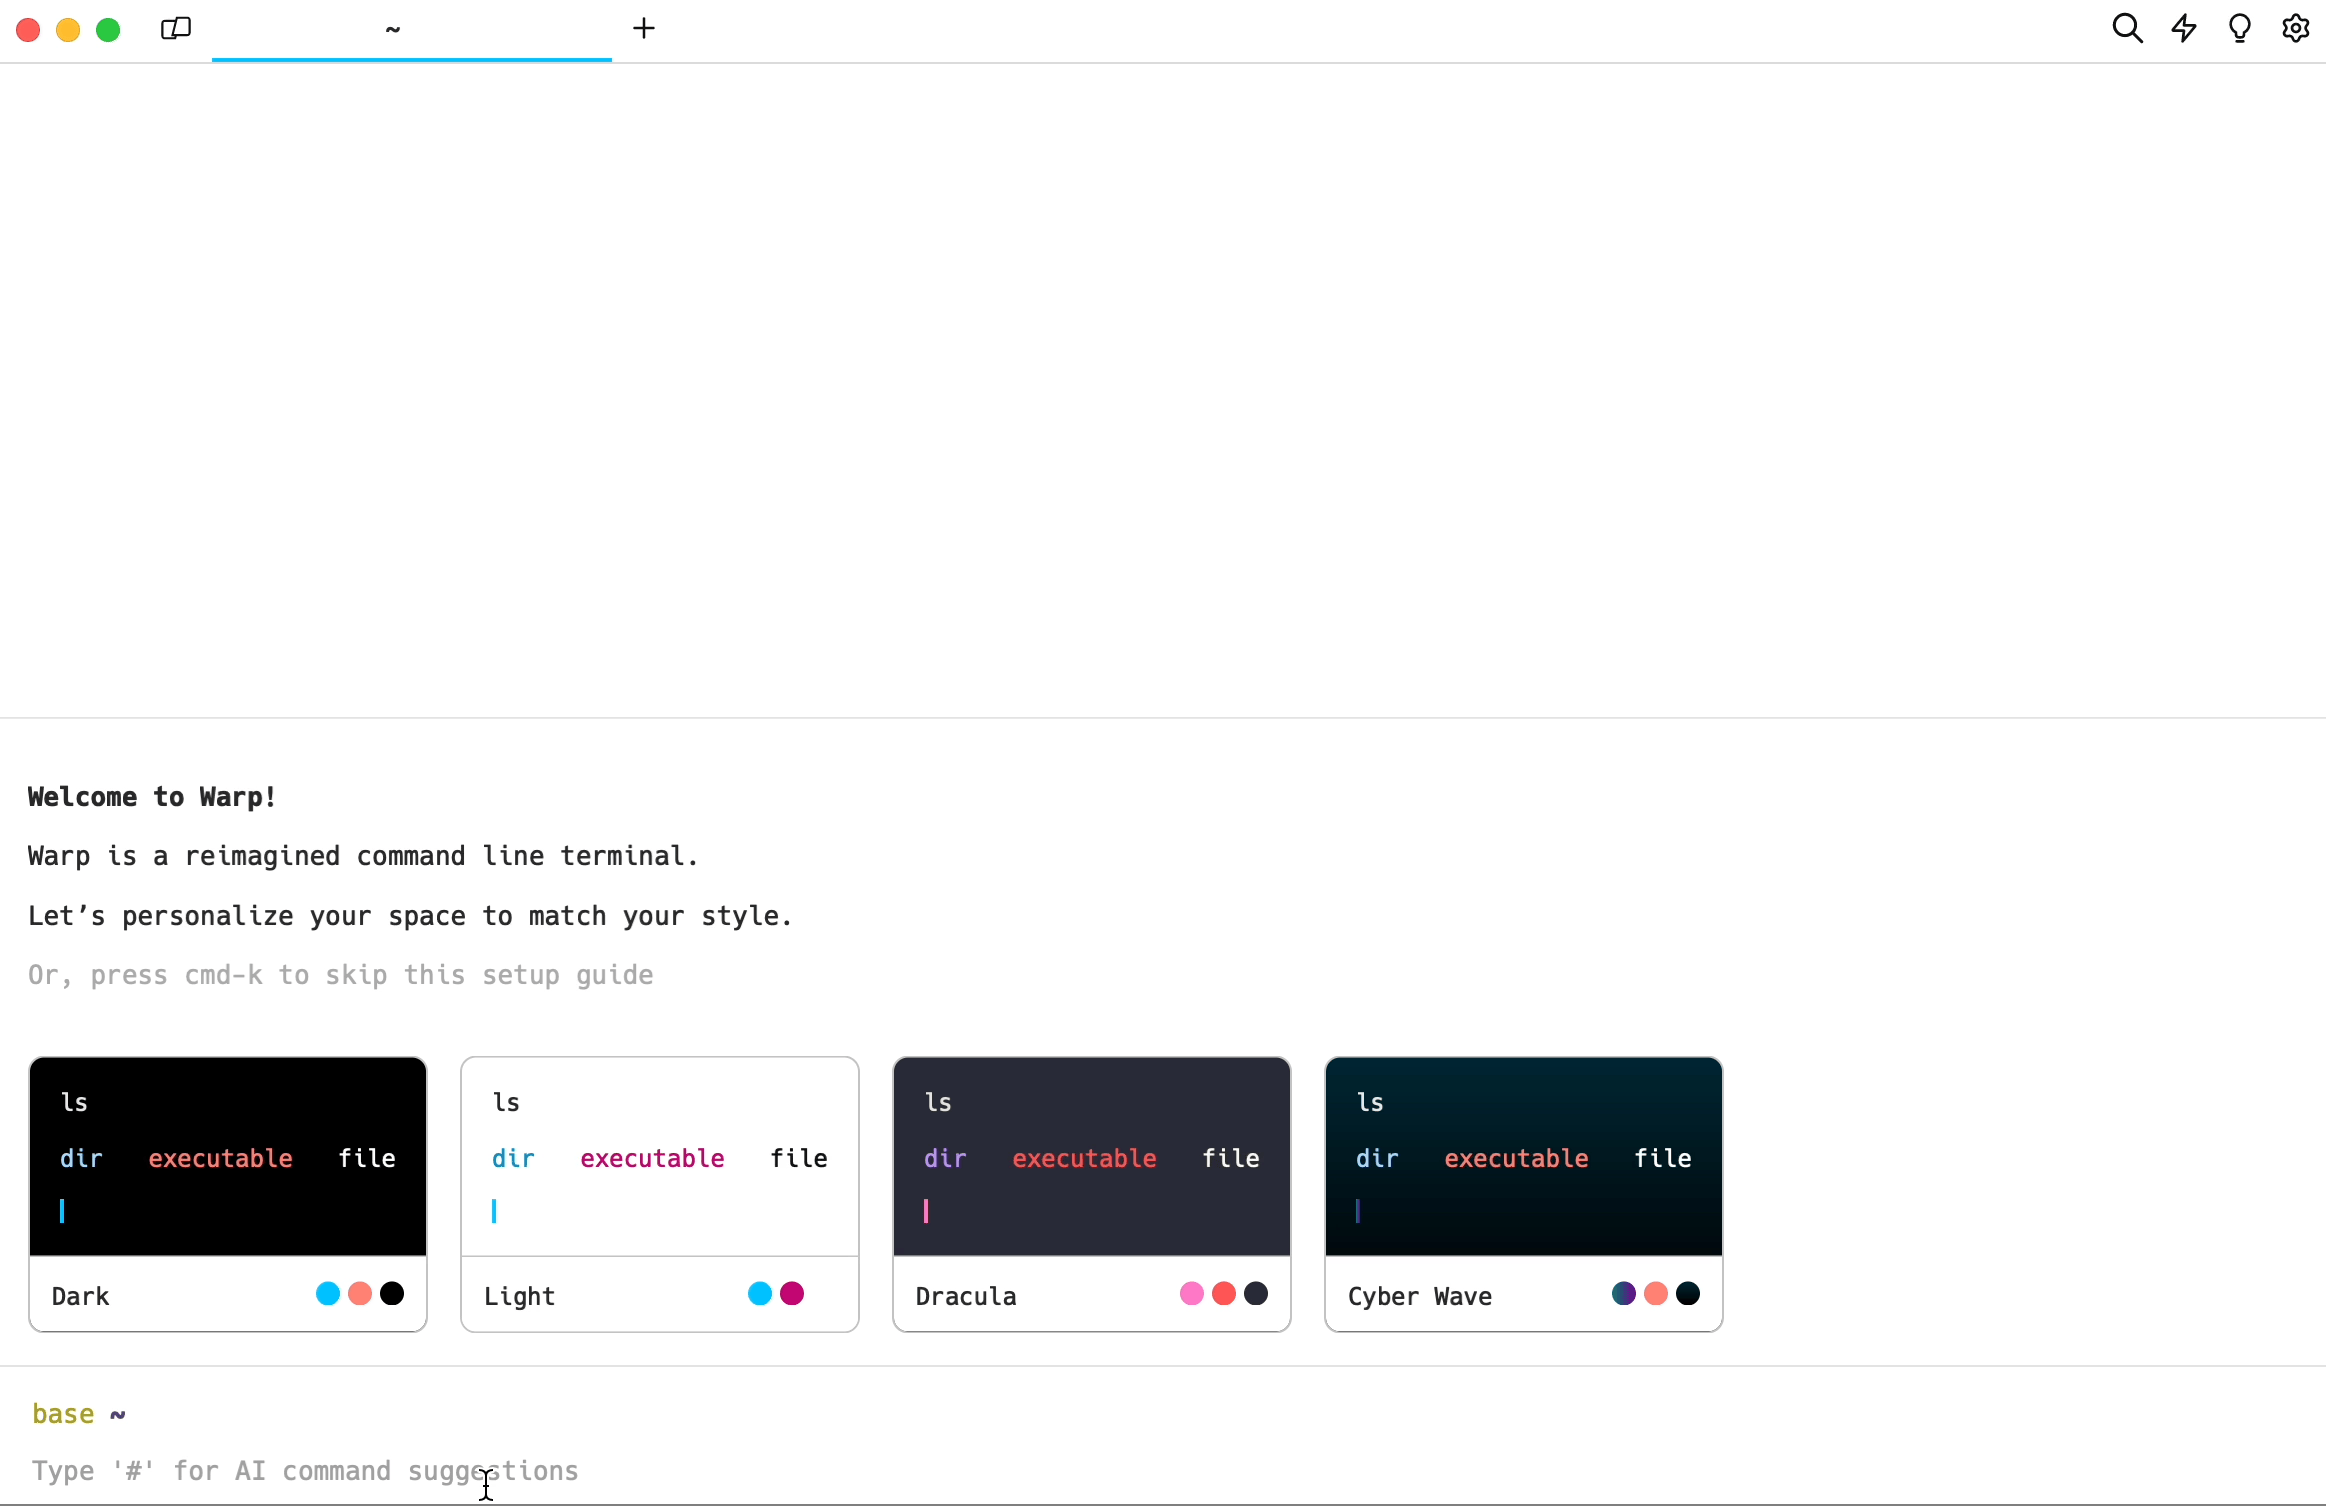 ~ +
Welcome to Warp!
Warp is a reimagined command line terminal.
Let’s personalize your space to match your style.
Or, press cmd-k to skip this setup guide
ls ls ls ls
dir executable file dir executable file dir executable file dir executable file
Dark Light Dracula Cyber Wave
base ~
Type '#' for AI command suggestions